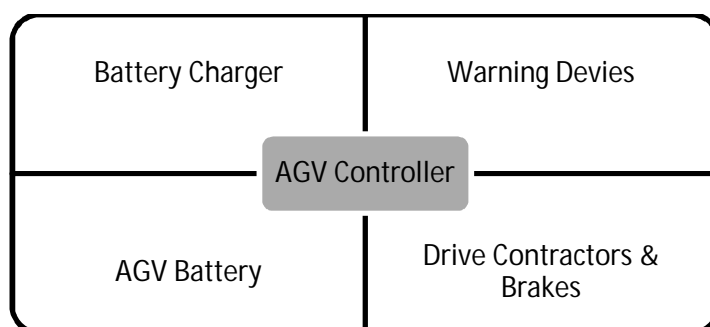 Battery Charger
Warning Devies
AGV Controller
AGV Battery
Drive Contractors &
Brakes